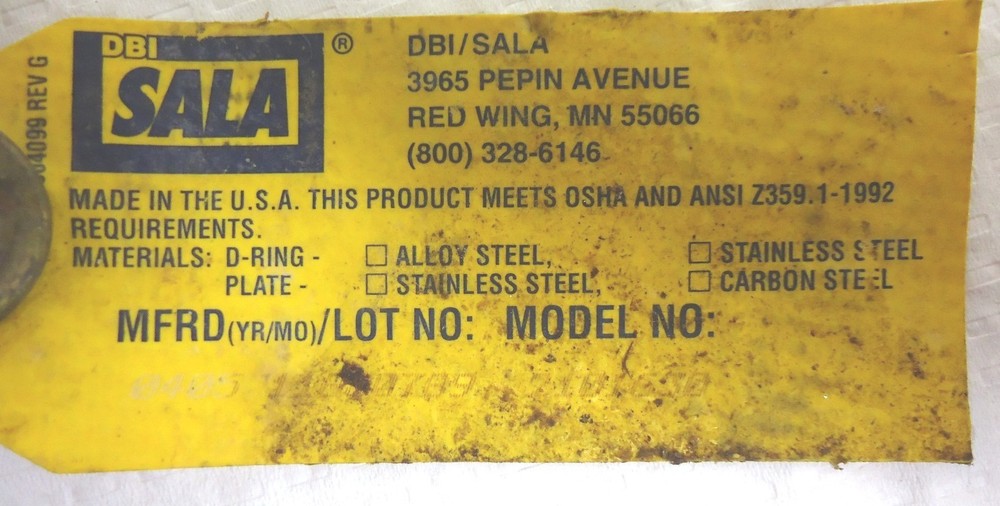 DBI
SALA
®
DBI/SALA
3965 PEPIN AVENUE
RED WING, MN 55066
(800) 328-6146
REV G
MADE IN THE U.S.A. THIS PRODUCT MEETS OSHA AND ANSI Z359.1-1992
REQUIREMENTS.
MATERIALS: D-RING - ☐ ALLOY STEEL, ☐ STAINLESS STEEL
PLATE - ☐ STAINLESS STEEL, ☐ CARBON STEEL
MFRD(YR/MO)/LOT NO: MODEL NO: